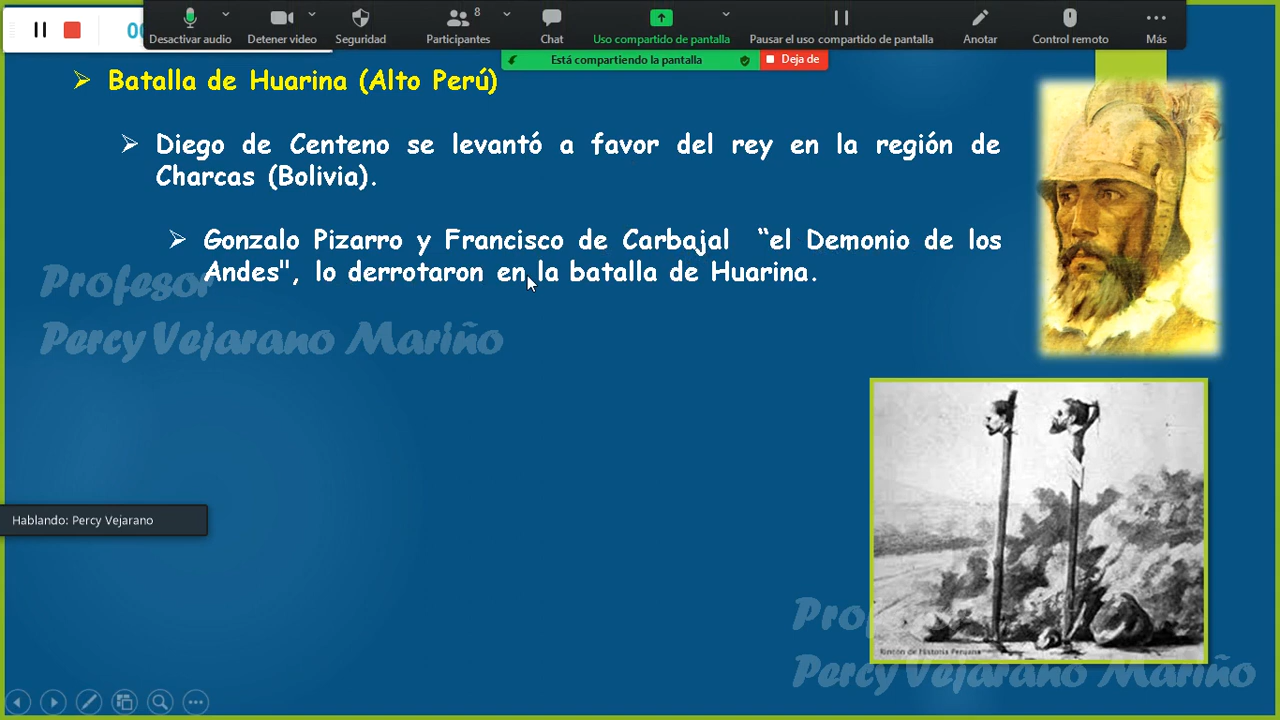 00
8
Desactivar audio
Detener video
Seguridad
Participantes
Chat
Uso compartido de pantalla
Pausar el uso compartido de pantalla
Anotar
Control remoto
Más
Está compartiendo la pantalla
Deja de
Batalla de Huarina (Alto Perú)
Diego de Centeno se levantó a favor del rey en la región de
Charcas (Bolivia).
Gonzalo Pizarro y Francisco de Carbajal “el Demonio de los
Andes", lo derrotaron en la batalla de Huarina.
Profesor
Percy Vejarano Mariño
Hablando: Percy Vejarano
Rincón de Historia Peruana
Percy Vejarano Mariño